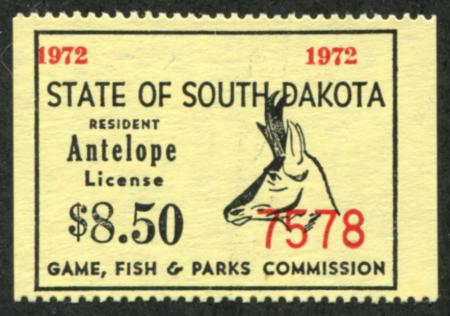 1972 1972
STATE OF SOUTH DAKOTA
RESIDENT
Antelope
License
$8.50
7578
GAME, FISH & PARKS COMMISSION